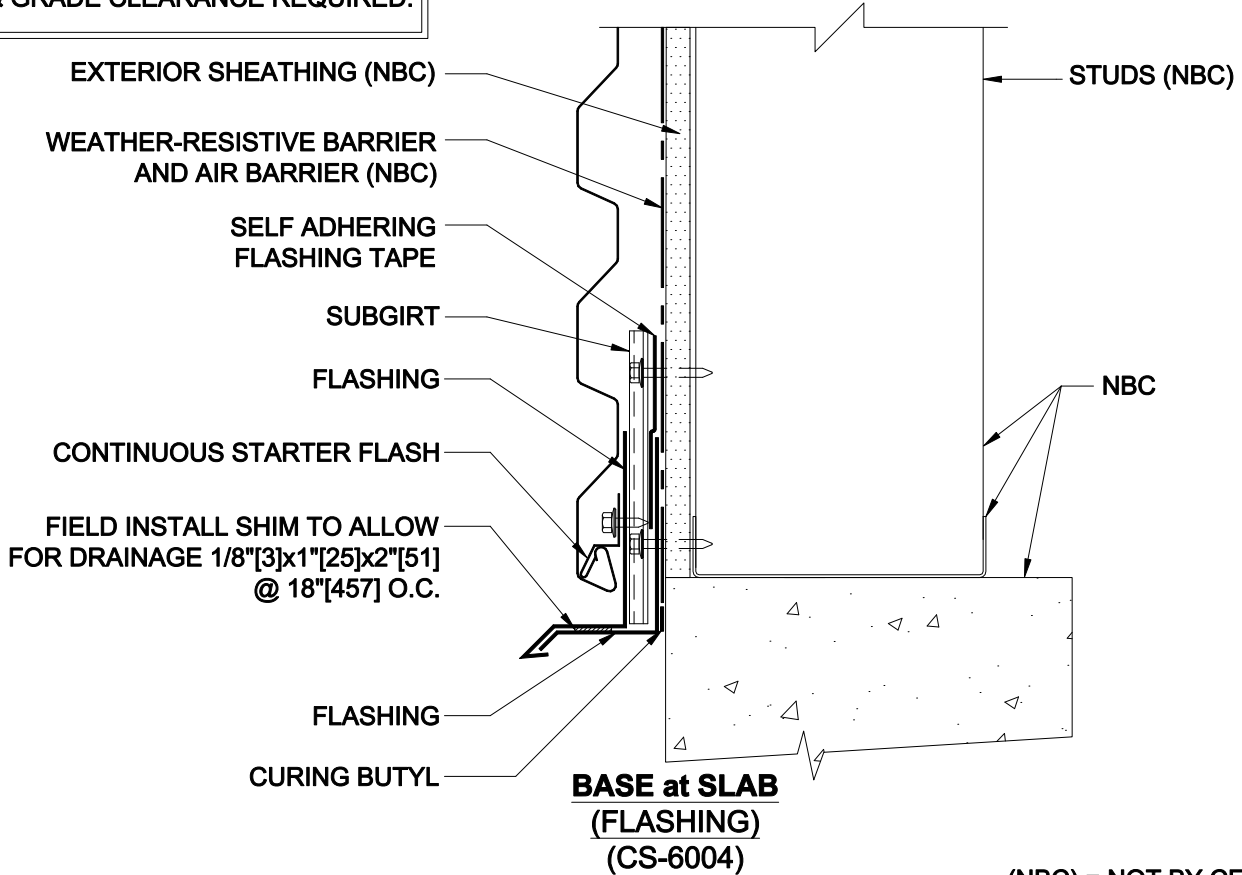 GRADE CLEARANCE REQUIRED.
EXTERIOR SHEATHING (NBC)
WEATHER-RESISTIVE BARRIER
AND AIR BARRIER (NBC)
SELF ADHERING
FLASHING TAPE
SUBGIRT
FLASHING
CONTINUOUS STARTER FLASH
FIELD INSTALL SHIM TO ALLOW
FOR DRAINAGE 1/8"[3]x1"[25]x2"[51]
@ 18"[457] O.C.
FLASHING
CURING BUTYL
STUDS (NBC)
NBC
BASE at SLAB
(FLASHING)
(CS-6004)
(NBC) = NOT BY